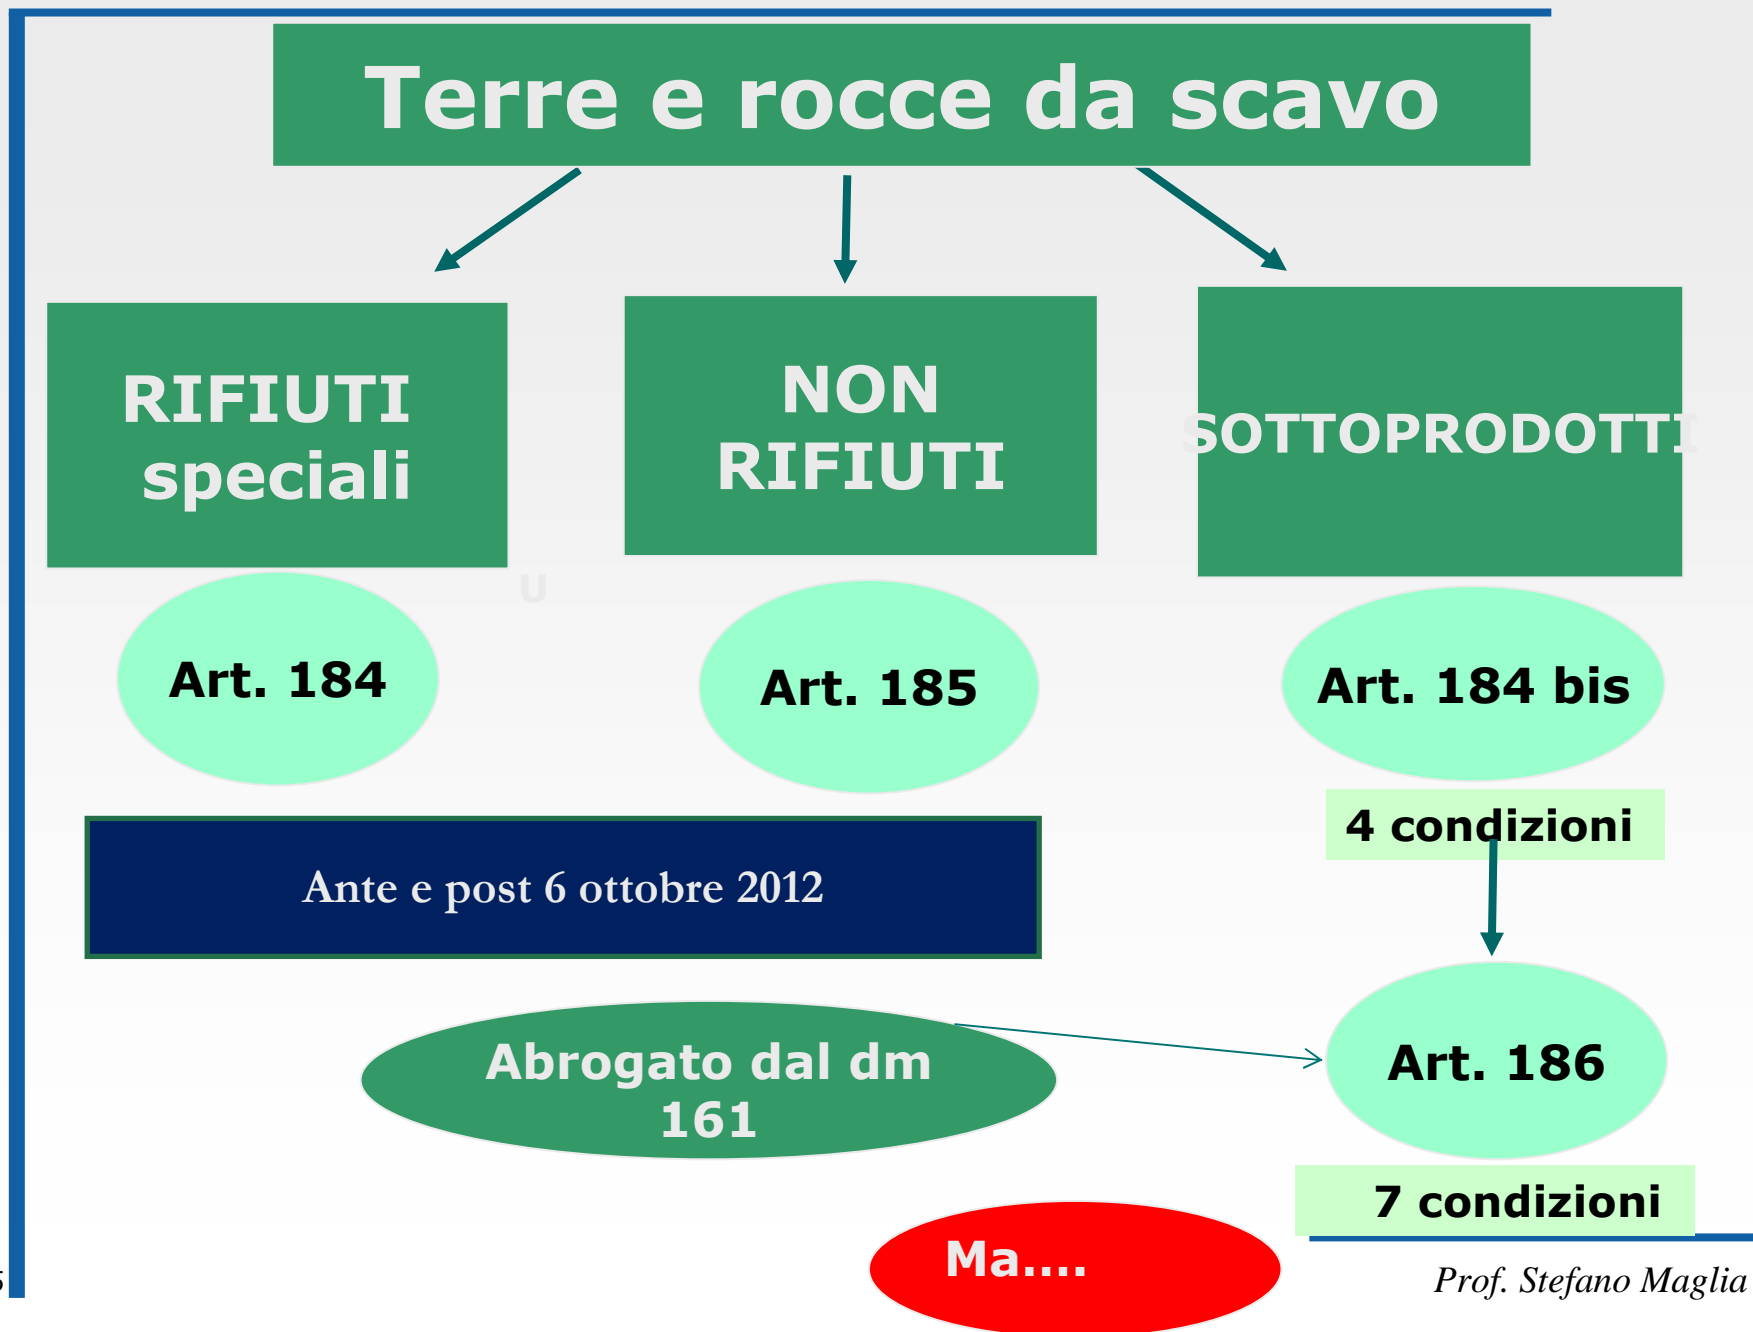 Terre e rocce da scavo
RIFIUTI
speciali
NON
RIFIUTI
SOTTOPRODOTTI
U
Art. 184
Art. 185
Art. 184 bis
4 condizioni
Ante e post 6 ottobre 2012
Abrogato dal dm
161
Art. 186
7 condizioni
Ma....
Prof. Stefano Maglia